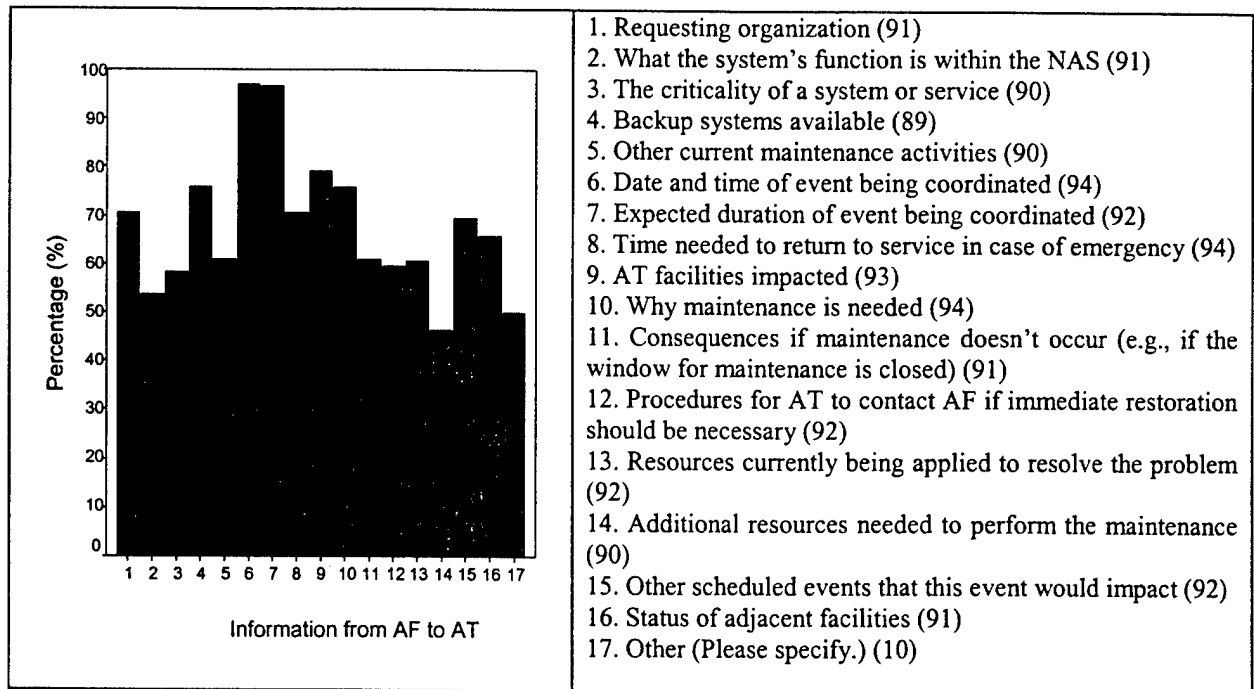 100
90
80
70
60
50
40
30
20
10
0
Percentage (%)
1 2 3 4 5 6 7 8 9 10 11 12 13 14 15 16 17
Information from AF to AT
1. Requesting organization (91)
2. What the system's function is within the NAS (91)
3. The criticality of a system or service (90)
4. Backup systems available (89)
5. Other current maintenance activities (90)
6. Date and time of event being coordinated (94)
7. Expected duration of event being coordinated (92)
8. Time needed to return to service in case of emergency (94)
9. AT facilities impacted (93)
10. Why maintenance is needed (94)
11. Consequences if maintenance doesn't occur (e.g., if the
window for maintenance is closed) (91)
12. Procedures for AT to contact AF if immediate restoration
should be necessary (92)
13. Resources currently being applied to resolve the problem
(92)
14. Additional resources needed to perform the maintenance
(90)
15. Other scheduled events that this event would impact (92)
16. Status of adjacent facilities (91)
17. Other (Please specify.) (10)